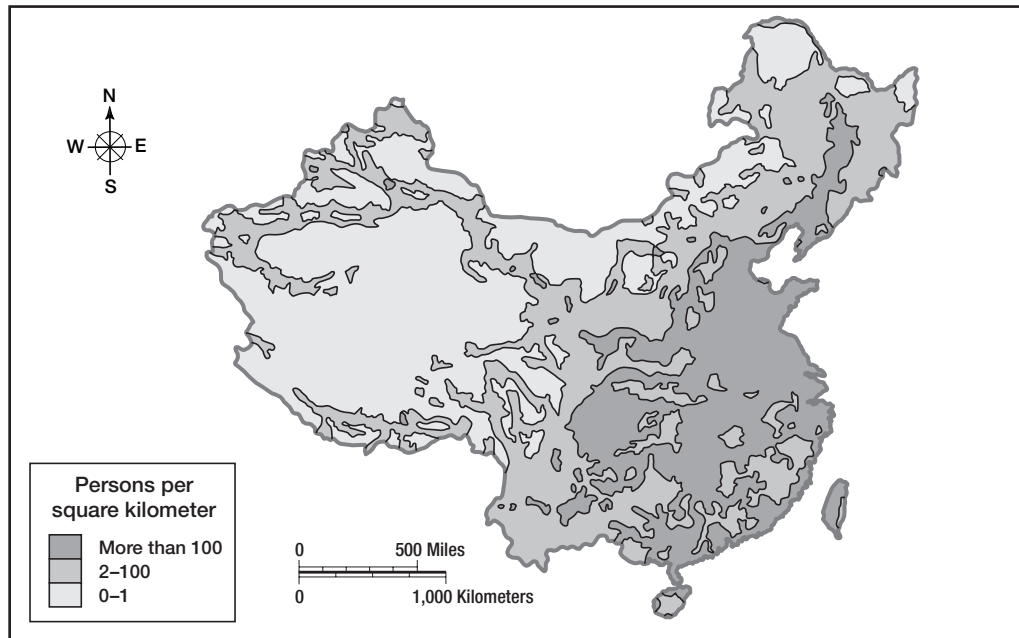 N
W E
S
Persons per
square kilometer
More than 100
2–100
0–1
0 500 Miles
0 1,000 Kilometers